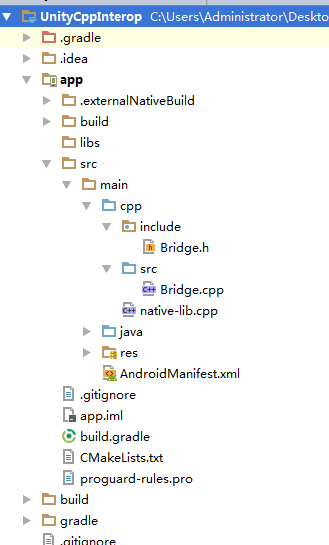 UnityCppInterop C:\Users\Administrator\Deskto
.gradle
.idea
app
.externalNativeBuild
build
libs
src
main
cpp
include
Bridge.h
src
Bridge.cpp
native-lib.cpp
java
res
AndroidManifest.xml
.gitignore
app.iml
build.gradle
CMakeLists.txt
proguard-rules.pro
build
gradle
.gitignore